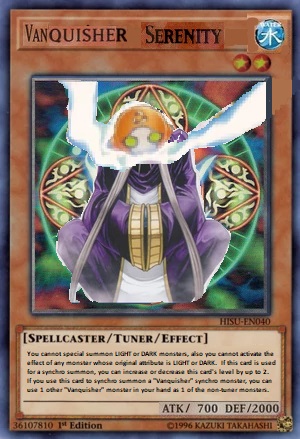 VANQUISHER SERENITY
WATER
水
HISU-EN040
[SPELLCASTER/TUNER/EFFECT]
You cannot special summon LIGHT or DARK monsters, also you cannot activate the
effect of any monster whose original attribute is LIGHT or DARK. If this card is used
for a synchro summon, you can increase or decrease this card's level by up to 2.
If you use this card to synchro summon a "Vanquisher" synchro monster, you can
use 1 other "Vanquisher" monster in your hand as 1 of the non-tuner monsters.
ATK/ 700 DEF/2000
36107810 1st Edition ©1996 KAZUKI TAKAHASHI